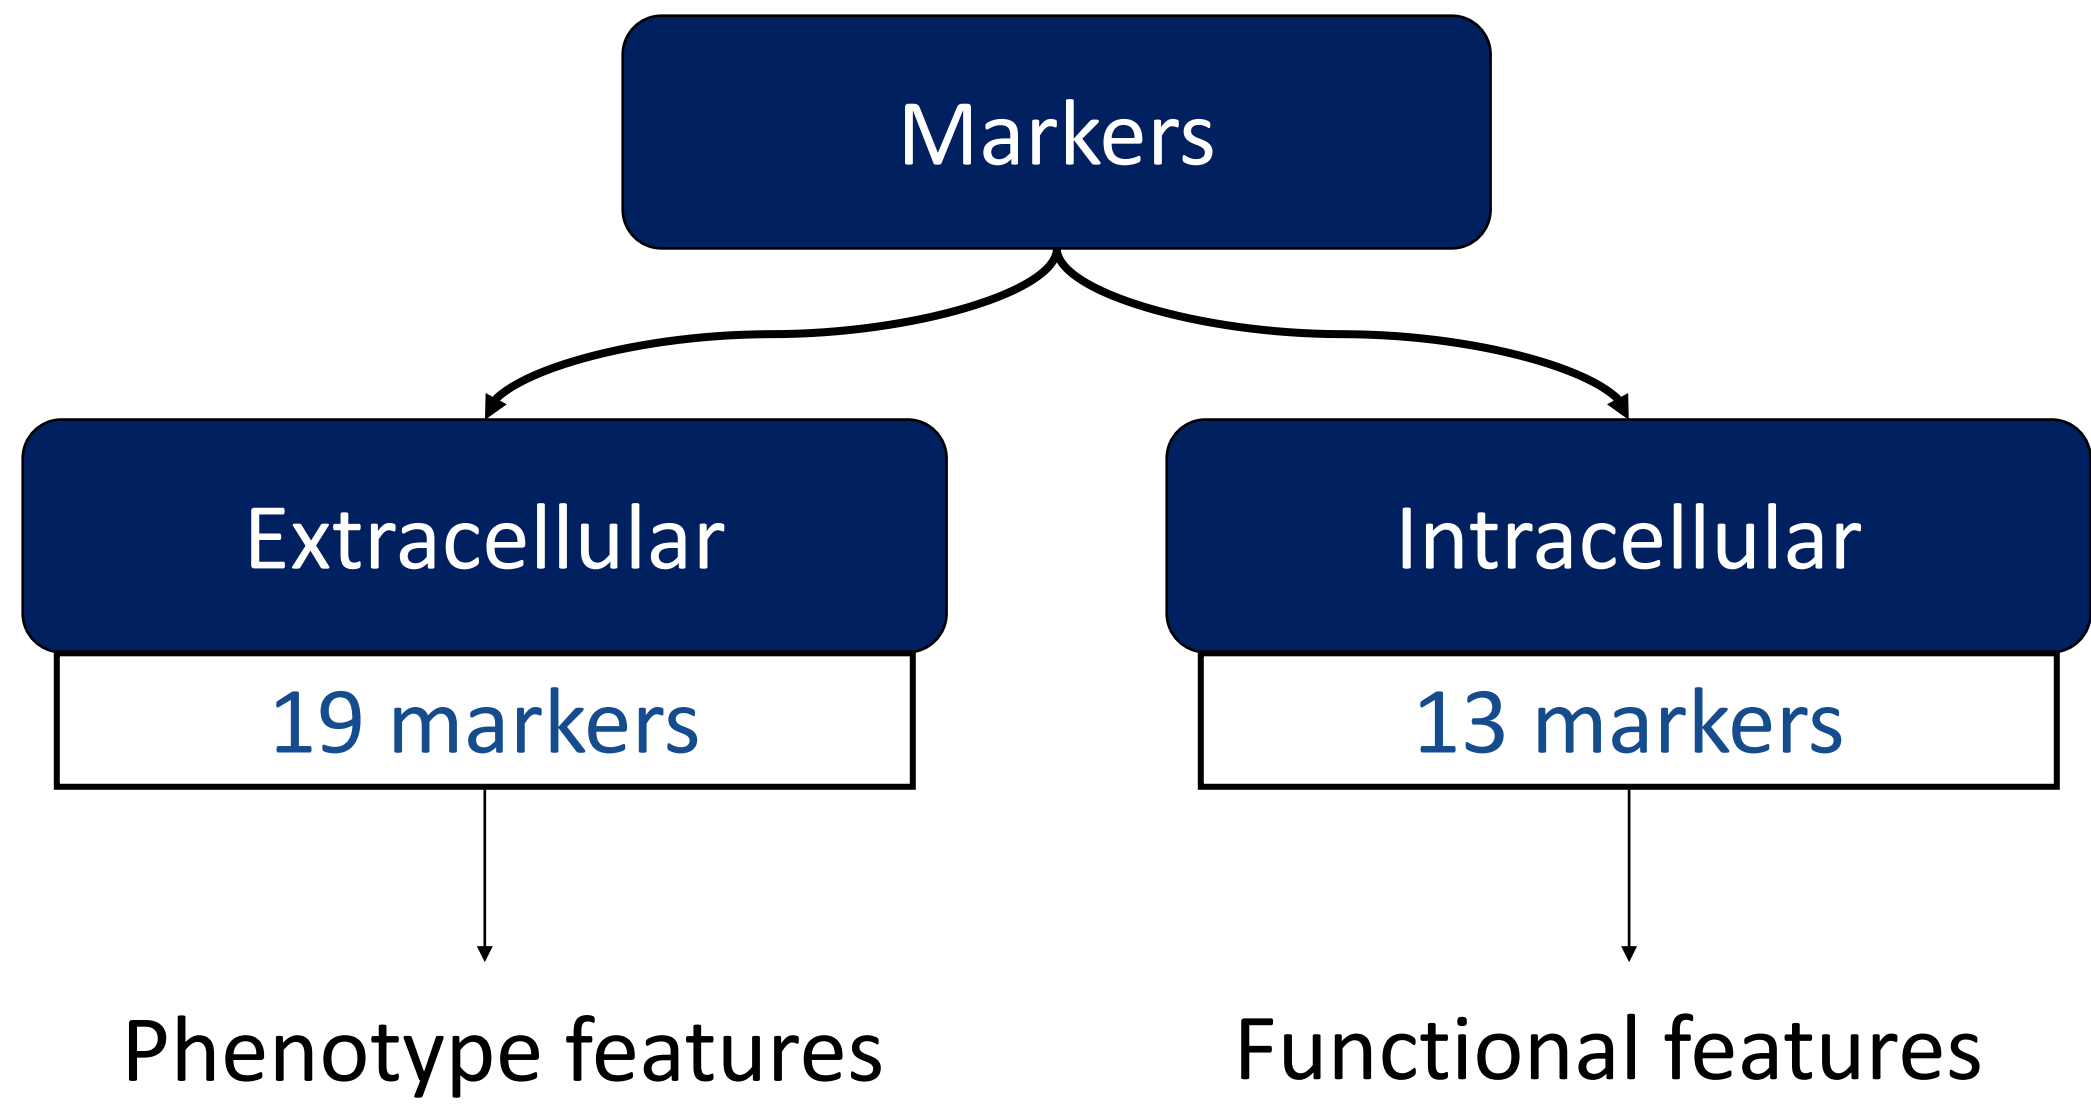 Markers
Extracellular
Intracellular
19 markers
13 markers
Phenotype features
Functional features